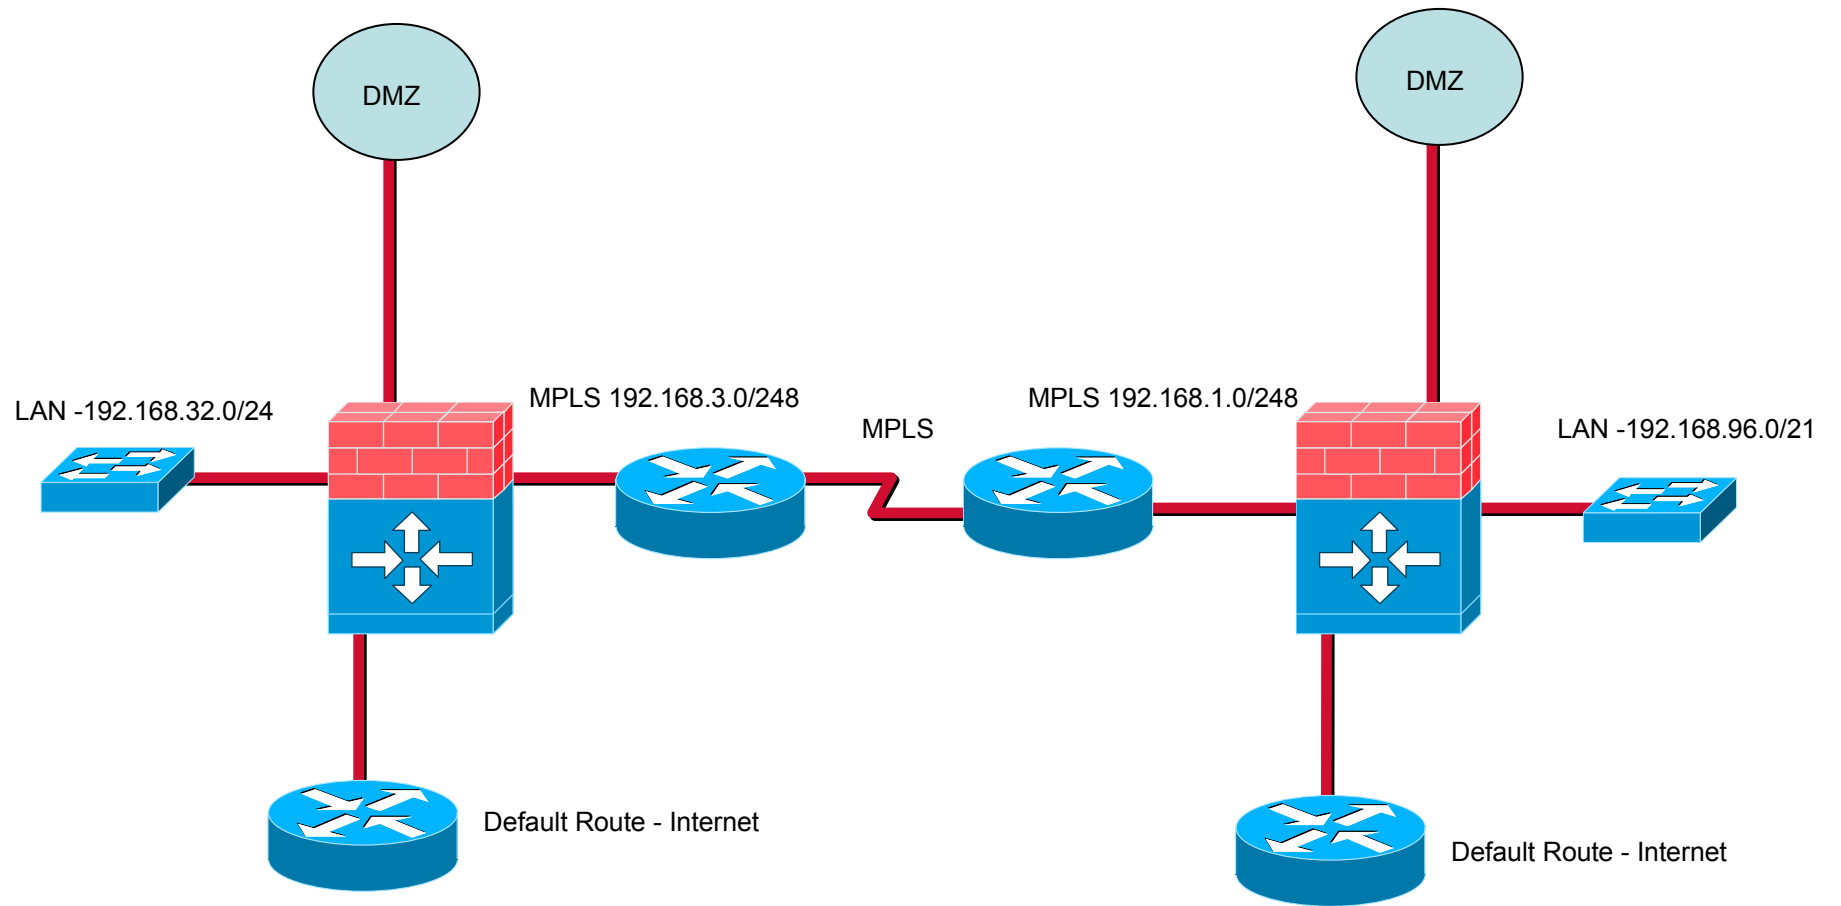 DMZ
DMZ
LAN -192.168.32.0/24
MPLS 192.168.3.0/248
MPLS
MPLS 192.168.1.0/248
LAN -192.168.96.0/21
Default Route - Internet
Default Route - Internet